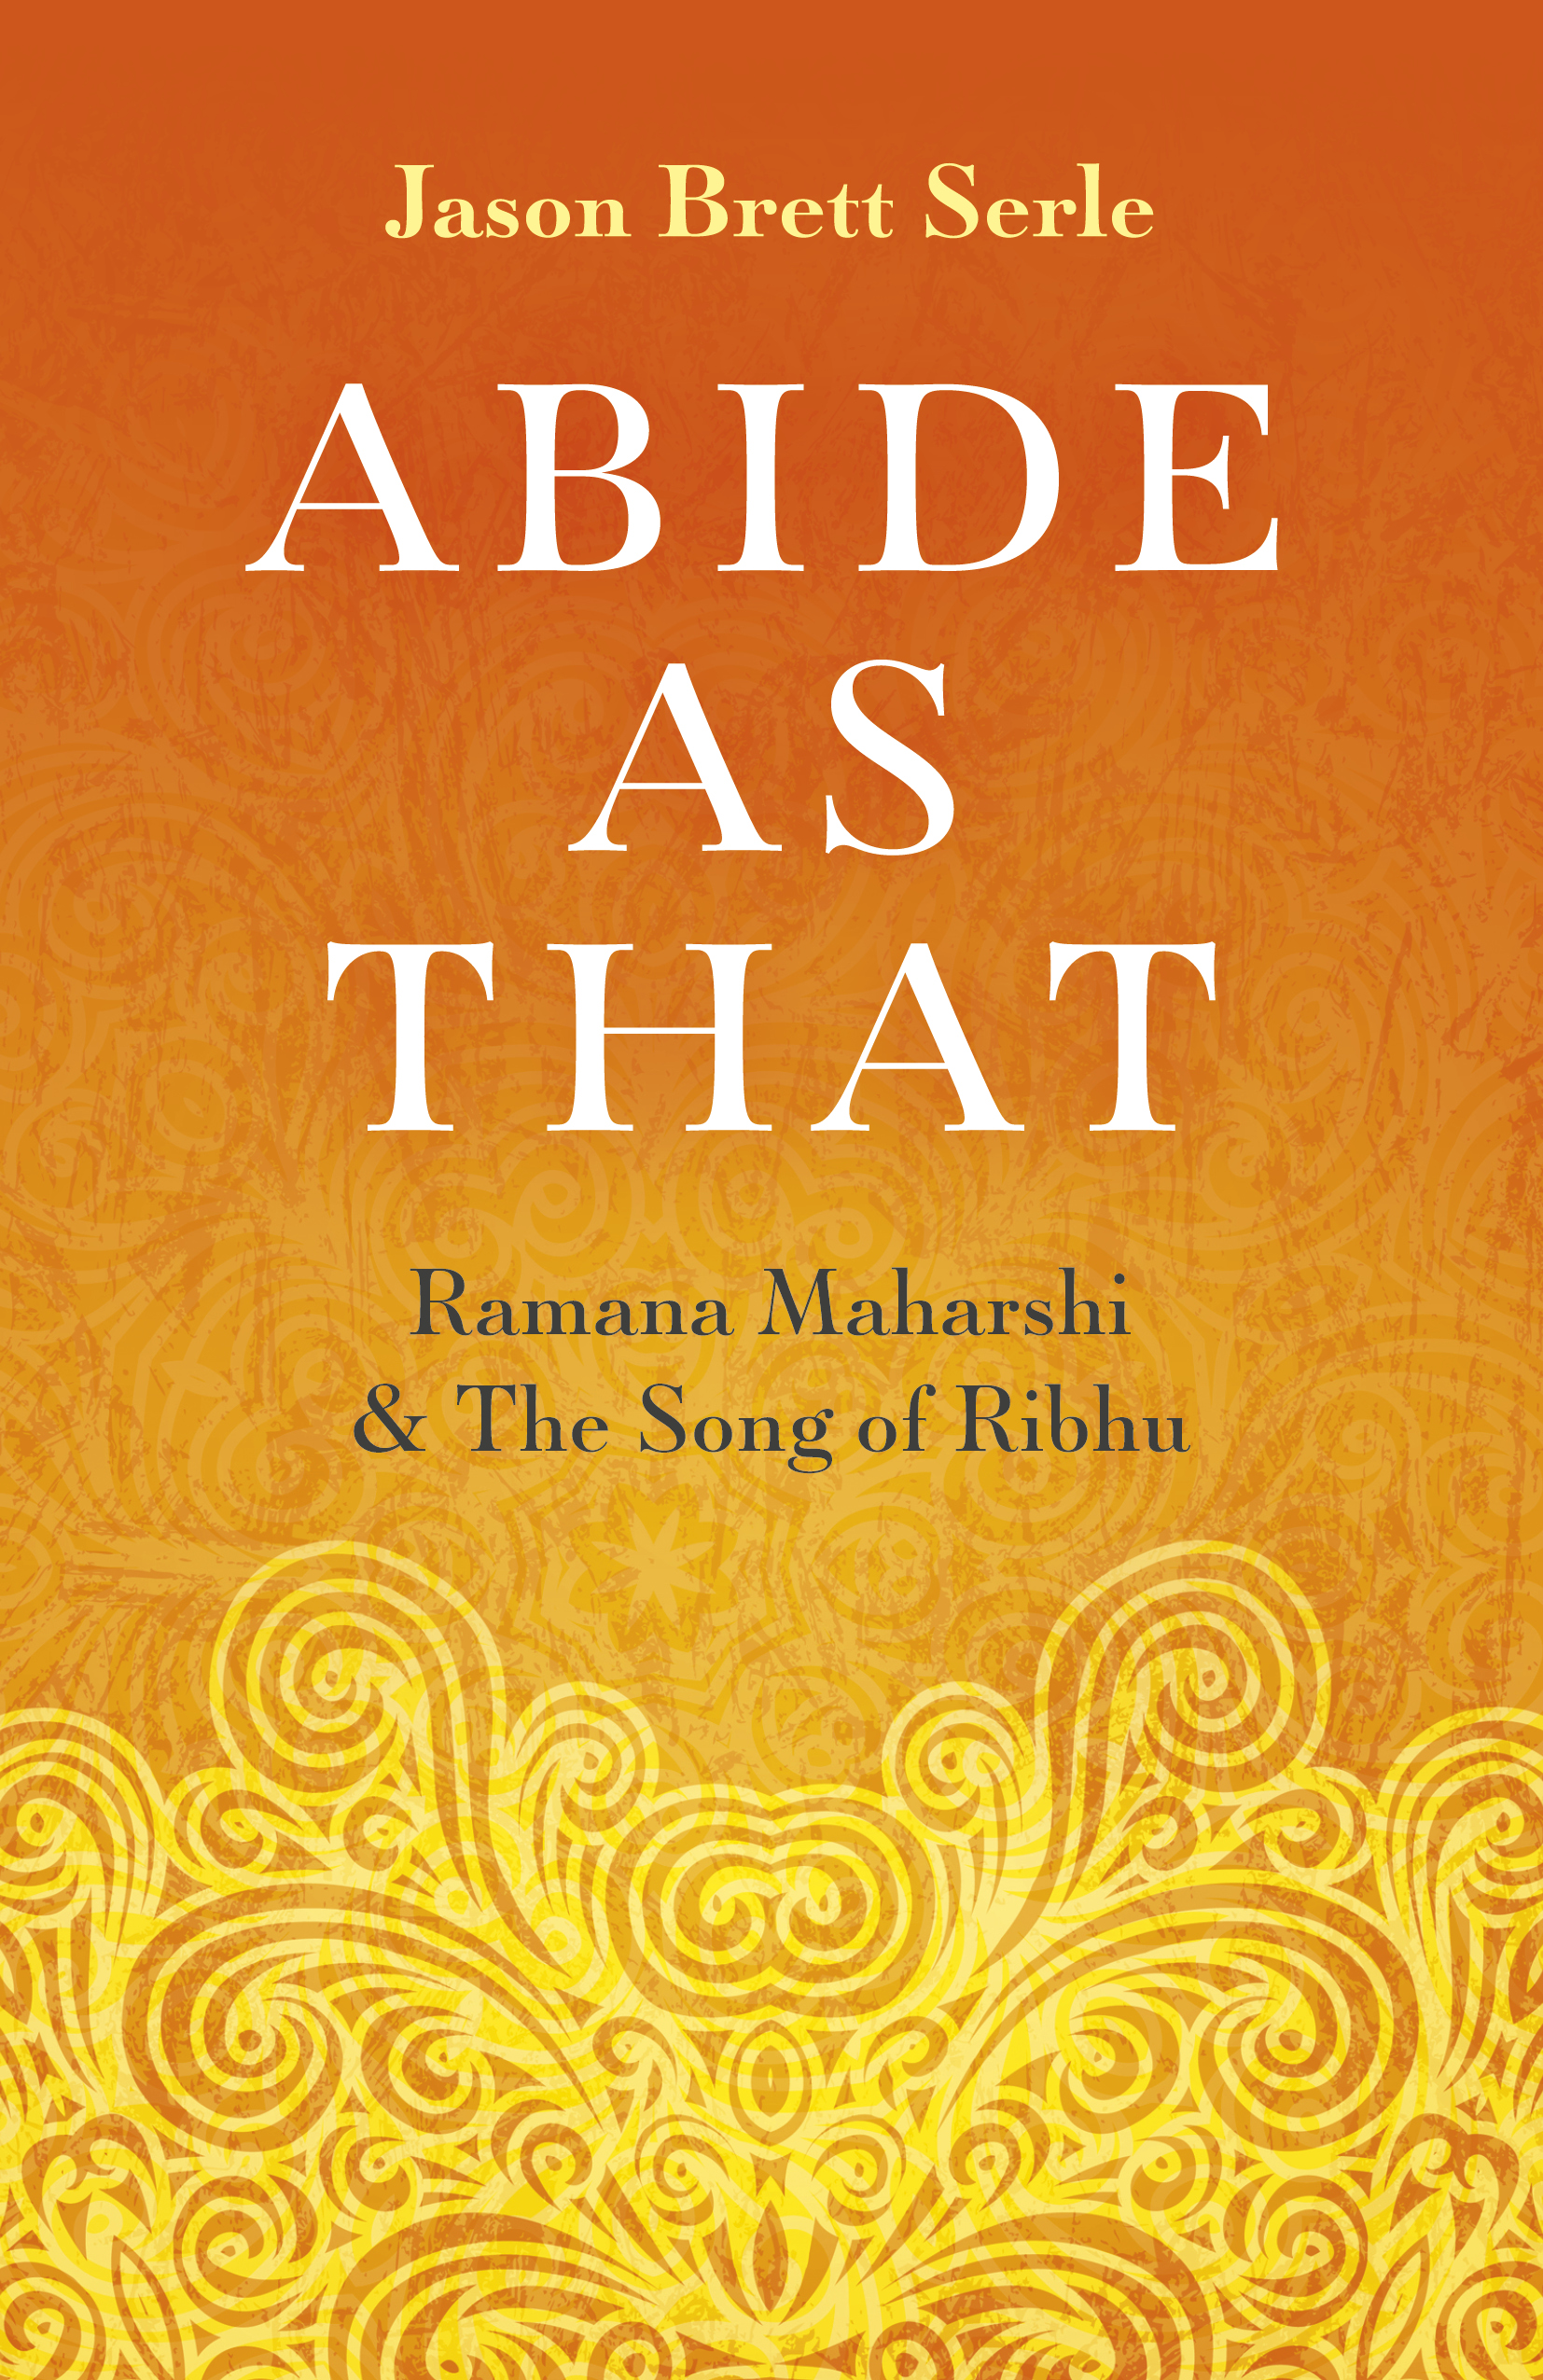 Jason Brett Serle
ABIDE
AS
THAT
Ramana Maharshi
& The Song of Ribhu